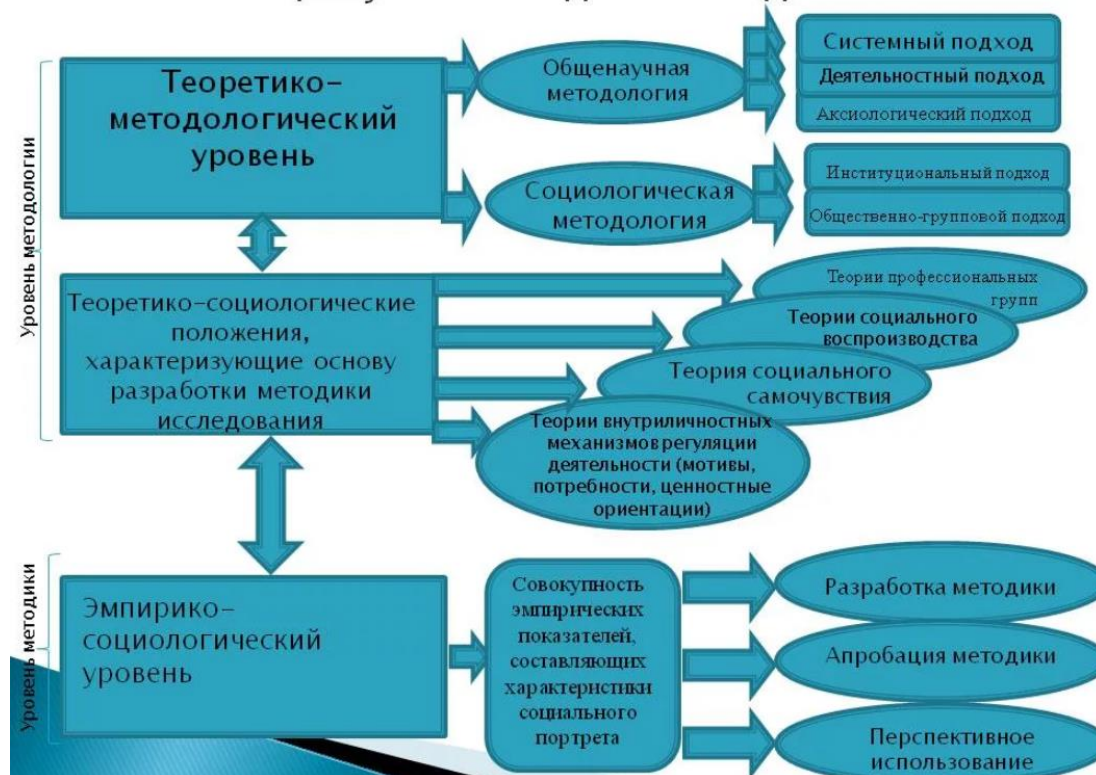 Уровень методологии
Теоретико-
методологический
уровень
Общенаучная
методология
Системный подход
Деятельностный подход
Аксиологический подход
Социологическая
методология
Институциональный подход
Общественно-групповой подход
Теоретико-социологические
положения,
характеризующие основу
разработки методики
исследования
Теории профессиональных
групп
Теории социального
воспроизводства
Теория социального
самочувствия
Теории внутриличностных
механизмов регуляции
деятельности (мотивы,
потребности, ценностные
ориентации)
Уровень методики
Эмпирико-
социологический
уровень
Совокупность
эмпирических
показателей,
составляющих
характеристики
социального
портрета
Разработка методики
Апробация методики
Перспективное
использование